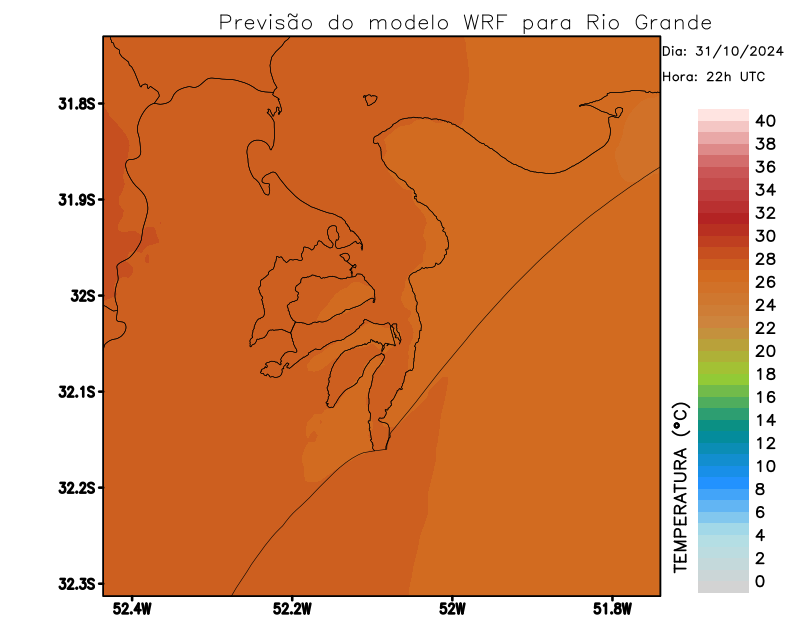 Previsão do modelo WRF para Rio Grande
Dia: 31/10/2024
Hora: 22h UTC
31.8S
31.9S
32S
32.1S
32.2S
32.3S
52.4W
52.2W
52W
51.8W
TEMPERATURA (°C)
40
38
36
34
32
30
28
26
24
22
20
18
16
14
12
10
8
6
4
2
0